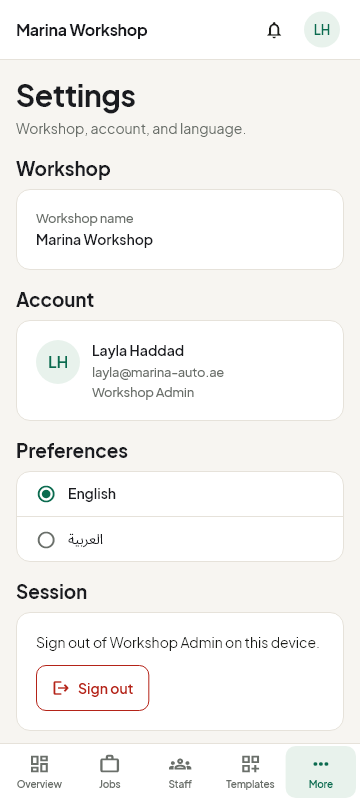 Marina Workshop
LH
Settings
Workshop, account, and language.
Workshop
Workshop name
Marina Workshop
Account
LH
Layla Haddad
layla@marina-auto.ae
Workshop Admin
Preferences
English
العربية
Session
Sign out of Workshop Admin on this device.
Sign out
Overview
Jobs
Staff
Templates
More